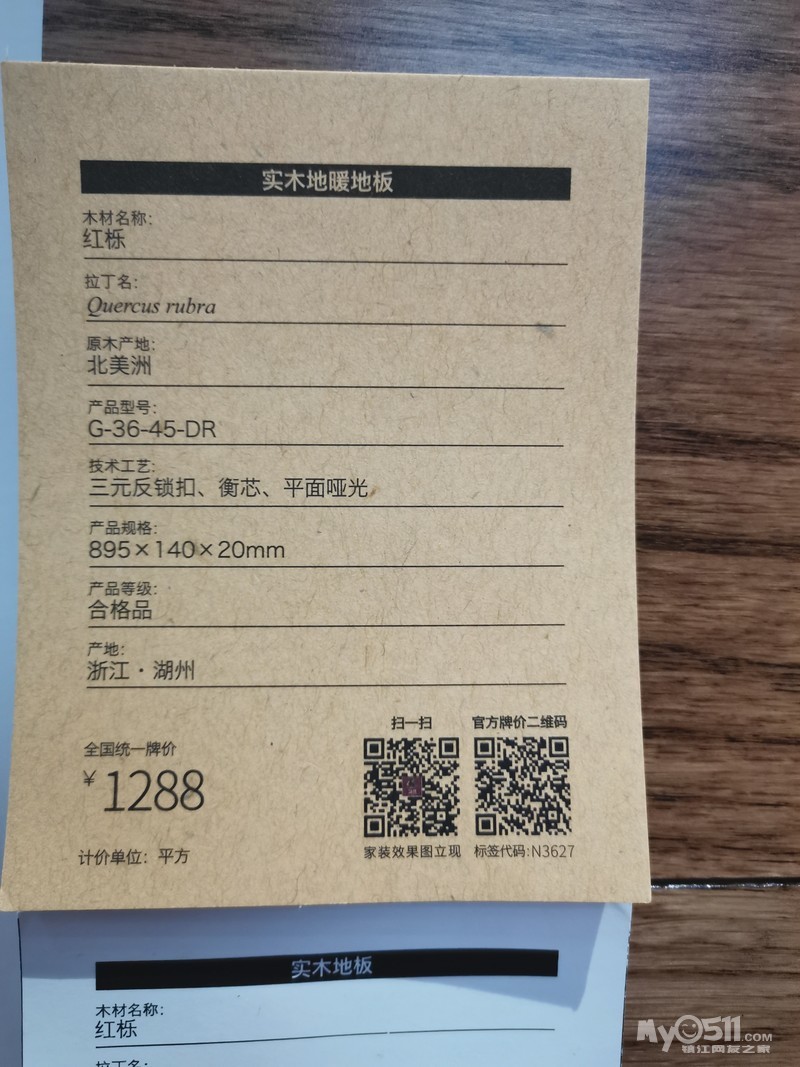 实木地暖地板
木材名称:
红栎
拉丁名:
Quercus rubra
原木产地:
北美洲
产品型号:
G-36-45-DR
技术工艺:
三元反锁扣、衡芯、平面哑光
产品规格:
895×140×20mm
产品等级:
合格品
产地:
浙江·湖州
扫一扫 官方牌价二维码
全国统一牌价
¥1288
计价单位: 平方
家装效果图立现 标签代码:N3627
实木地板
木材名称:
红栎
拉丁名:
My0511.COM
镇江网友之家